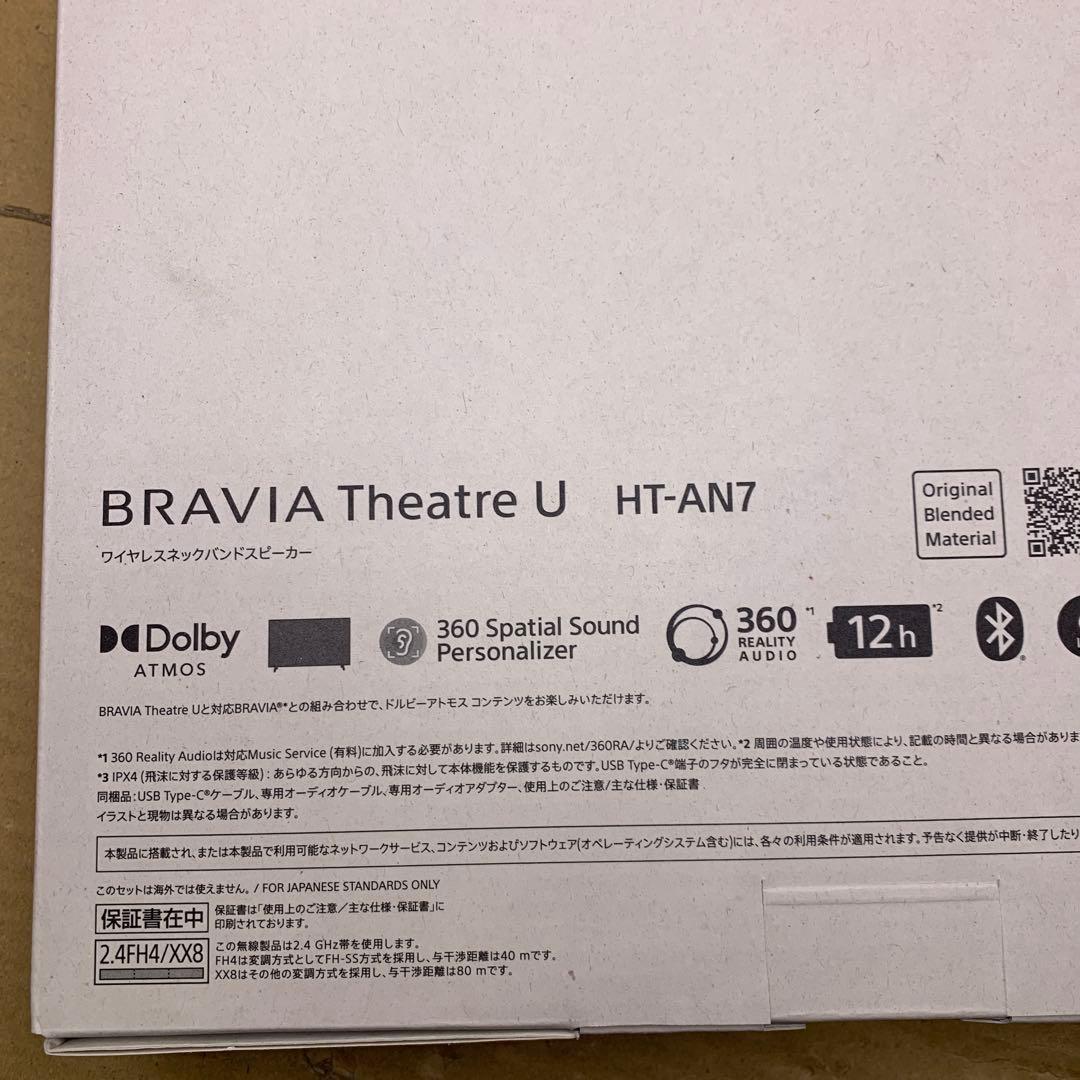 BRAVIA Theatre U HT-AN7
ワイヤレスネックバンドスピーカー
Original
Blended
Material
Dolby
ATMOS
360 Spatial Sound
Personalizer
360
REALITY
AUDIO
*1
12h
*2
BRAVIA Theatre Uと対応BRAVIA®*との組み合わせで、ドルビーアトモス コンテンツをお楽しみいただけます。
*1 360 Reality Audioは対応Music Service (有料)に加入する必要があります。詳細はsony.net/360RA/よりご確認ください。*2 周囲の温度や使用状態により、記載の時間と異なる場合がありま
*3 IPX4 (飛沫に対する保護等級) : あらゆる方向からの、飛沫に対して本体機能を保護するものです。USB Type-C®端子のフタが完全に閉まっている状態であること。
同梱品：USB Type-C®ケーブル、専用オーディオケーブル、専用オーディオアダプター、使用上のご注意/主な仕様・保証書
イラストと現物は異なる場合があります。
本製品に搭載され、または本製品で利用可能なネットワークサービス、コンテンツおよびソフトウェア(オペレーティングシステム含む)には、各々の利用条件が適用されます。予告なく提供が中断・終了したり
このセットは海外では使えません。/ FOR JAPANESE STANDARDS ONLY
保証書在中
保証書は「使用上のご注意／主な仕様・保証書」に
印刷されております。
2.4FH4/XX8
この無線製品は2.4 GHz帯を使用します。
FH4は変調方式としてFH-SS方式を採用し、与干渉距離は40 mです。
XX8はその他の変調方式を採用し、与干渉距離は80 mです。